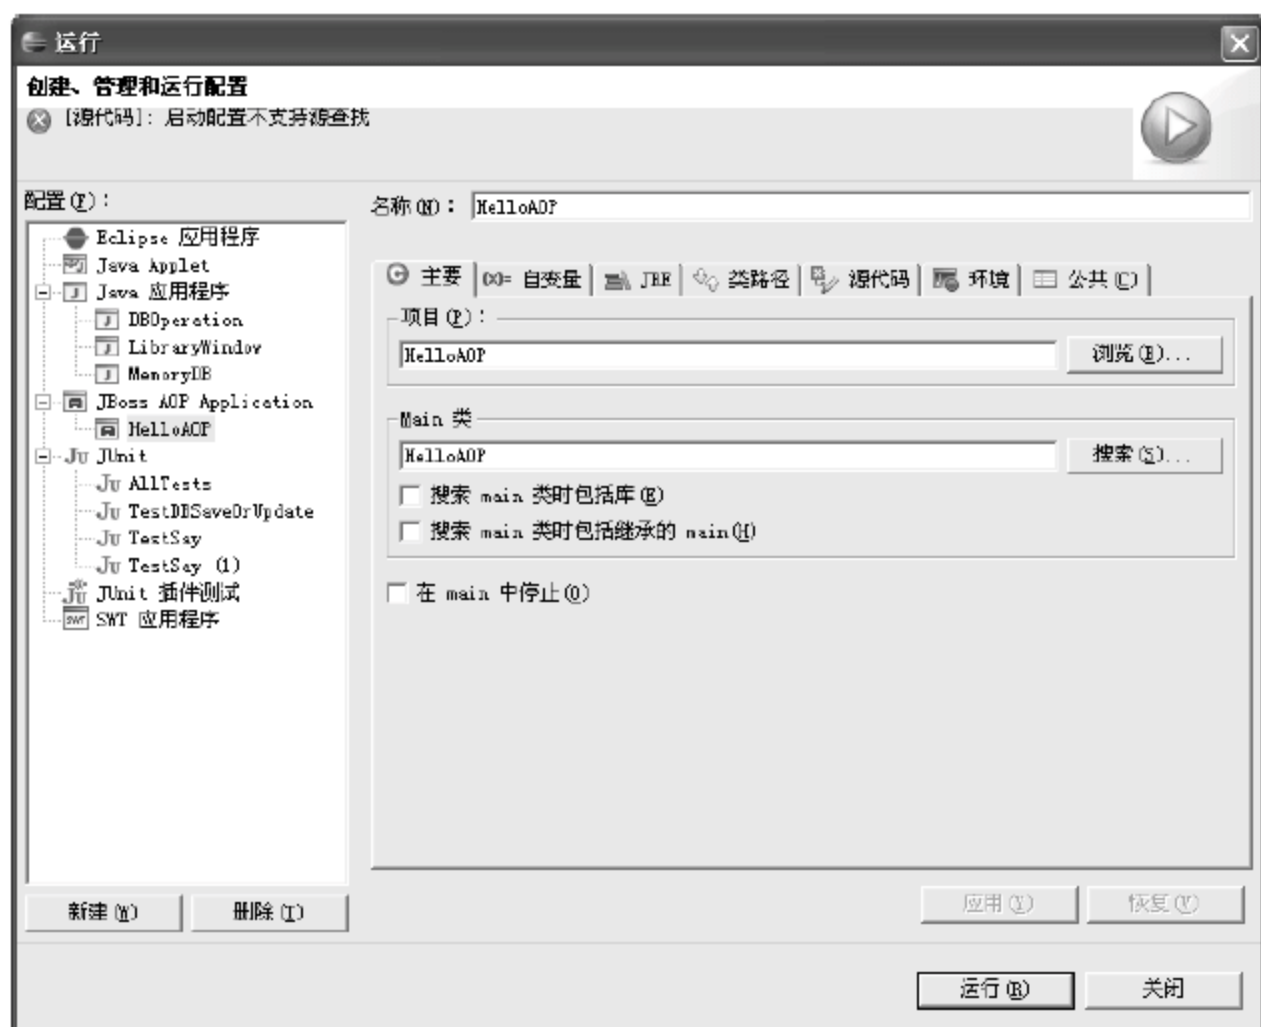 运行
创建、管理和运行配置
[源代码]: 启动配置不支持源查找
配置(F):
Eclipse 应用程序
Java Applet
Java 应用程序
DBOperation
LibraryWindow
MemoryDB
JBoss AOP Application
HelloAOP
JUnit
AllTests
TestDBSaveOrUpdate
TestSay
TestSay (1)
JUnit 插件测试
SWT 应用程序
新建(W) 删除(T)
名称(N): HelloAOP
主要 (x)= 自变量 JRE 类路径 源代码 环境 公共(C)
项目(P):
HelloAOP 浏览(B)...
Main 类
HelloAOP 搜索(S)...
搜索 main 类时包括库(E)
搜索 main 类时包括继承的 main(H)
在 main 中停止(O)
应用(Y) 恢复(V)
运行(R) 关闭